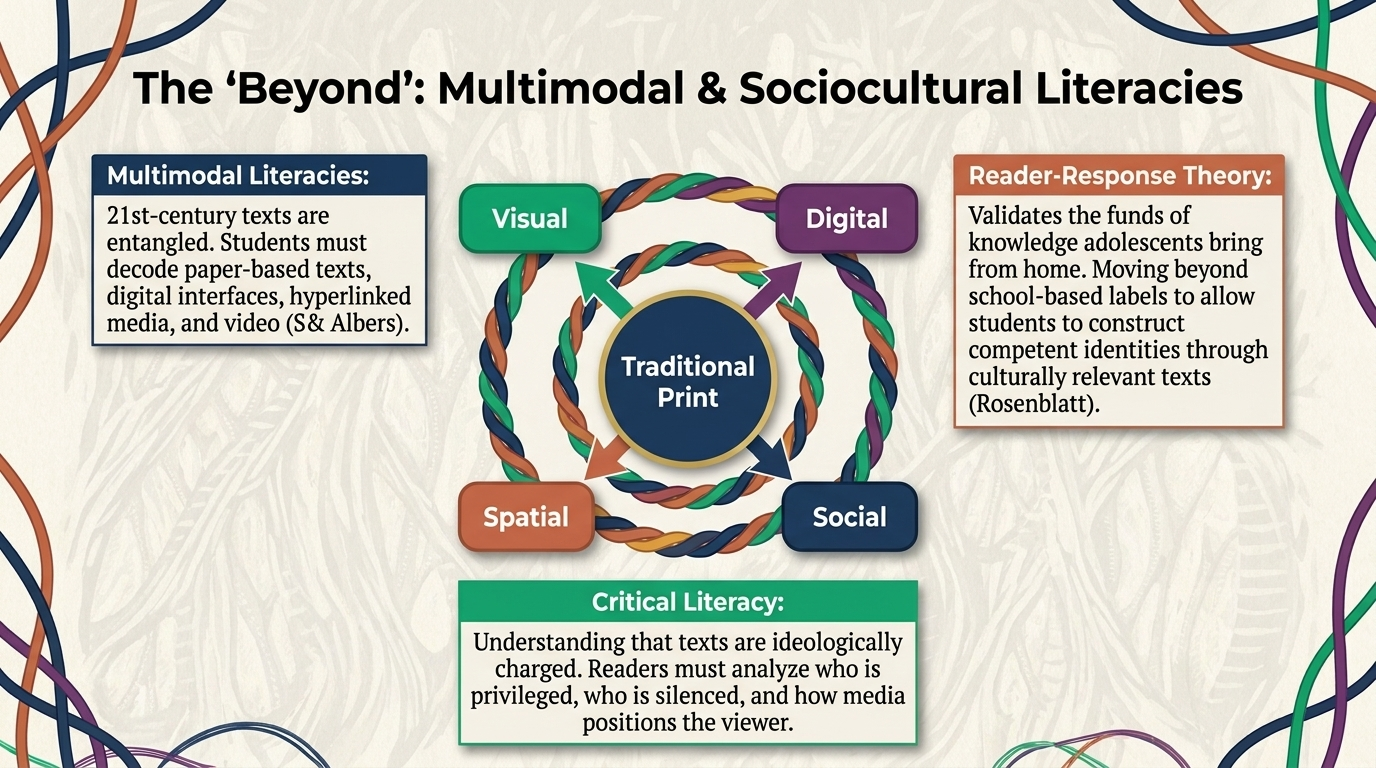 The ‘Beyond’: Multimodal & Sociocultural Literacies
Multimodal Literacies:
21st-century texts are
entangled. Students must
decode paper-based texts,
digital interfaces, hyperlinked
media, and video (S& Albers).
Visual
Digital
Traditional
Print
Spatial
Social
Reader-Response Theory:
Validates the funds of
knowledge adolescents bring
from home. Moving beyond
school-based labels to allow
students to construct
competent identities through
culturally relevant texts
(Rosenblatt).
Critical Literacy:
Understanding that texts are ideologically
charged. Readers must analyze who is
privileged, who is silenced, and how media
positions the viewer.